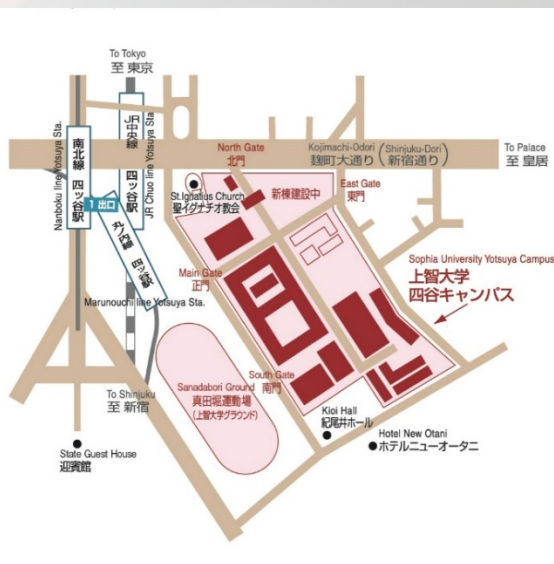 To Tokyo
至 東京
Nanboku line Yotsuya Sta.
南北線 四ツ谷駅
JR中央線 四ツ谷駅
JR Chuo line Yotsuya Sta.
1 出口
丸ノ内線 四ツ谷駅
Marunouchi line Yotsuya Sta.
North Gate
北門
Kojimachi-Odori (Shinjuku-Dori)
麹町大通り(新宿通り)
To Palace
至 皇居
St.Ignatius Church
聖イグナチオ教会
新棟建設中
East Gate
東門
Main Gate
正門
Sophia University Yotsuya Campus
上智大学
四谷キャンパス
South Gate
南門
Sanadabori Ground
真田堀運動場
(上智大学グラウンド)
To Shinjuku
至 新宿
Kioi Hall
紀尾井ホール
Hotel New Otani
ホテルニューオータニ
State Guest House
迎賓館